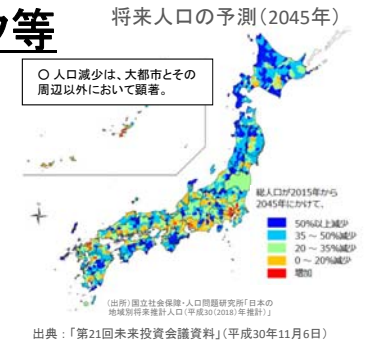 ク等
将来人口の予測(2045年)
○ 人口減少は、大都市とその
周辺以外において顕著。
総人口が2015年から
2045年にかけて、
50%以上減少
35 ~ 50%減少
20 ~ 35%減少
0 ~ 20%減少
増加
(出所)国立社会保障・人口問題研究所「日本の
地域別将来推計人口(平成30(2018)年推計)」
出典:「第21回未来投資会議資料」(平成30年11月6日)